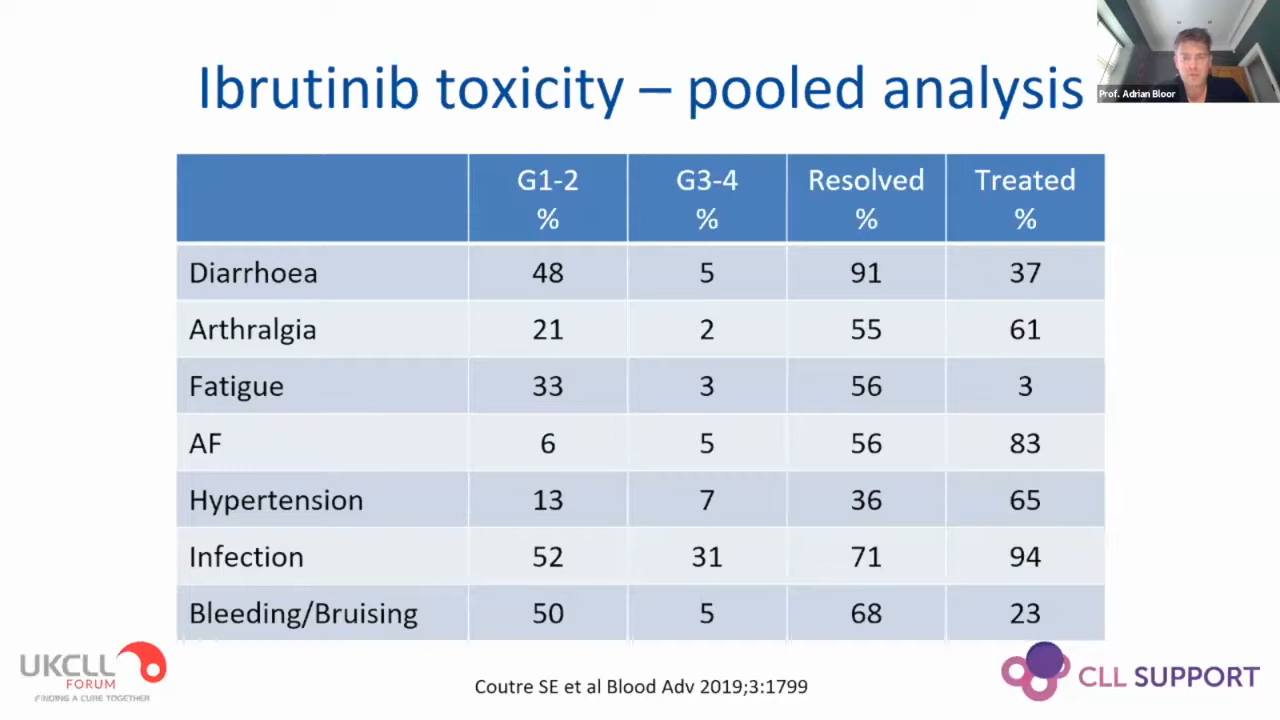 Ibrutinib toxicity – pooled analysis
Prof. Adrian Bloor
G1-2 % G3-4 % Resolved % Treated %
Diarrhoea 48 5 91 37
Arthralgia 21 2 55 61
Fatigue 33 3 56 3
AF 6 5 56 83
Hypertension 13 7 36 65
Infection 52 31 71 94
Bleeding/Bruising 50 5 68 23
UKCLL
FORUM
FINDING A CURE TOGETHER
Coutre SE et al Blood Adv 2019;3:1799
CLL SUPPORT